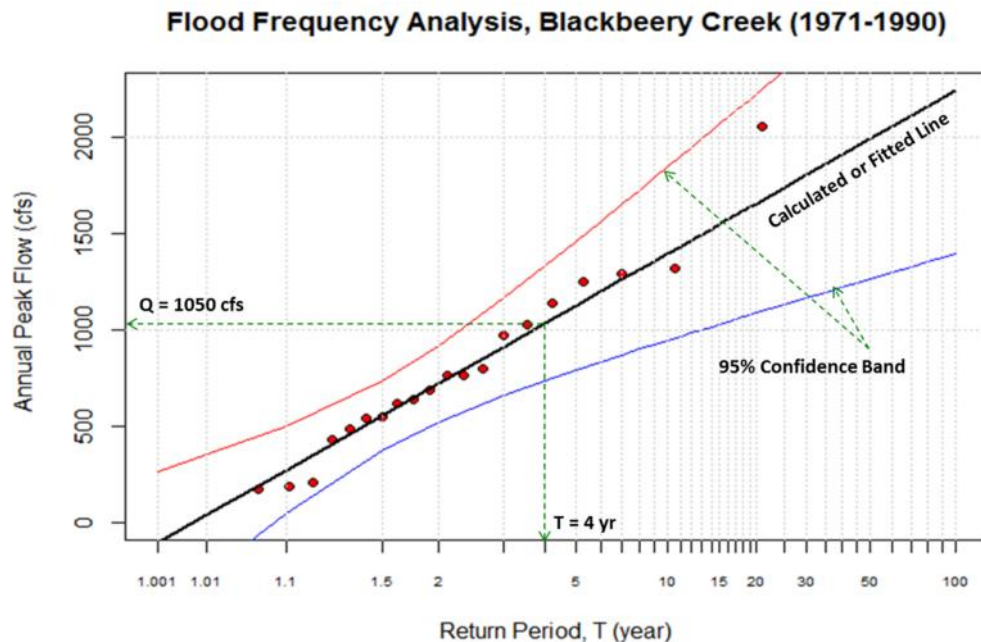 Flood Frequency Analysis, Blackbeery Creek (1971-1990)
Annual Peak Flow (cfs)
2000
1500
1000
500
0
Calculated or Fitted Line
Q = 1050 cfs
95% Confidence Band
T = 4 yr
1.001 1.01 1.1 1.5 2 5 10 15 20 30 50 100
Return Period, T (year)